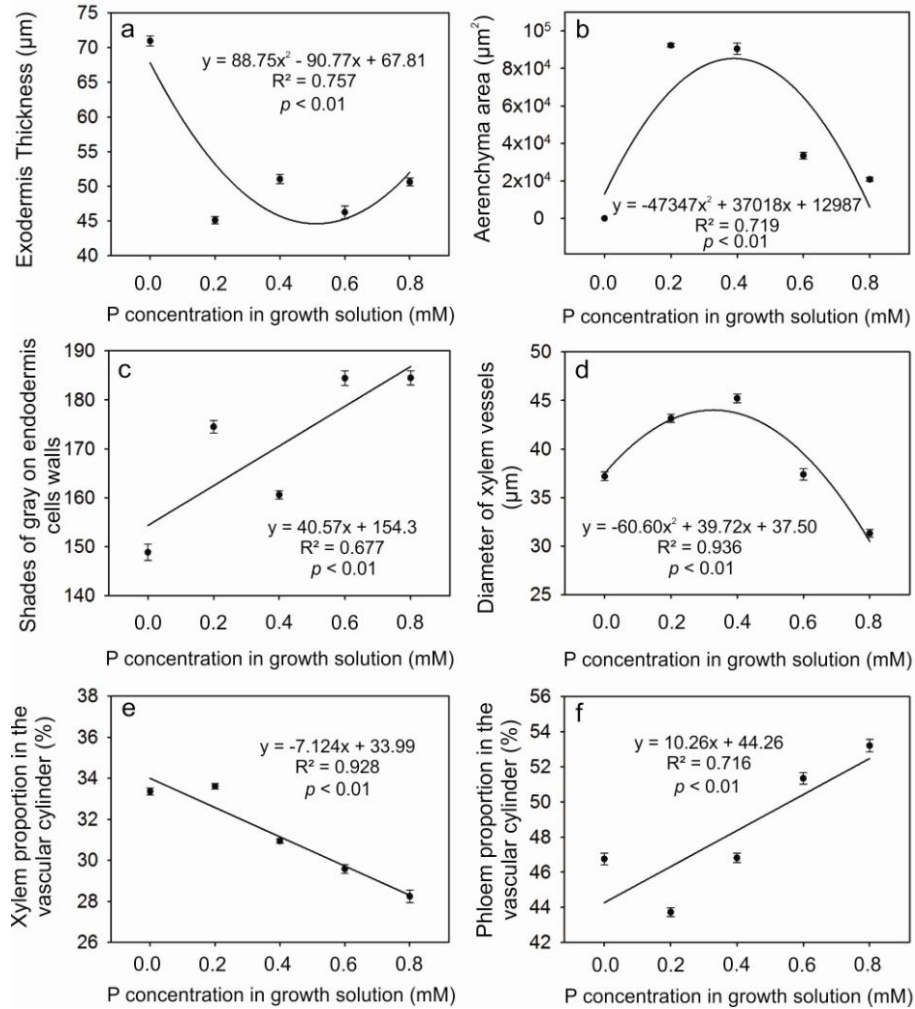 a
Exodermis Thickness (µm)
75
70
65
60
55
50
45
40
y = 88.75x² - 90.77x + 67.81
R² = 0.757
p < 0.01
0.0 0.2 0.4 0.6 0.8
P concentration in growth solution (mM)
b
Aerenchyma area (µm²)
10⁵
8x10⁴
6x10⁴
4x10⁴
2x10⁴
0
y = -47347x² + 37018x + 12987
R² = 0.719
p < 0.01
0.0 0.2 0.4 0.6 0.8
P concentration in growth solution (mM)
c
Shades of gray on endodermis
cells walls
190
180
170
160
150
140
y = 40.57x + 154.3
R² = 0.677
p < 0.01
0.0 0.2 0.4 0.6 0.8
P concentration in growth solution (mM)
d
Diameter of xylem vessels
(µm)
50
45
40
35
30
25
y = -60.60x² + 39.72x + 37.50
R² = 0.936
p < 0.01
0.0 0.2 0.4 0.6 0.8
P concentration in growth solution (mM)
e
Xylem proportion in the
vascular cylinder (%)
38
36
34
32
30
28
26
y = -7.124x + 33.99
R² = 0.928
p < 0.01
0.0 0.2 0.4 0.6 0.8
P concentration in growth solution (mM)
f
Phloem proportion in the
vascular cylinder (%)
56
54
52
50
48
46
44
42
y = 10.26x + 44.26
R² = 0.716
p < 0.01
0.0 0.2 0.4 0.6 0.8
P concentration in growth solution (mM)